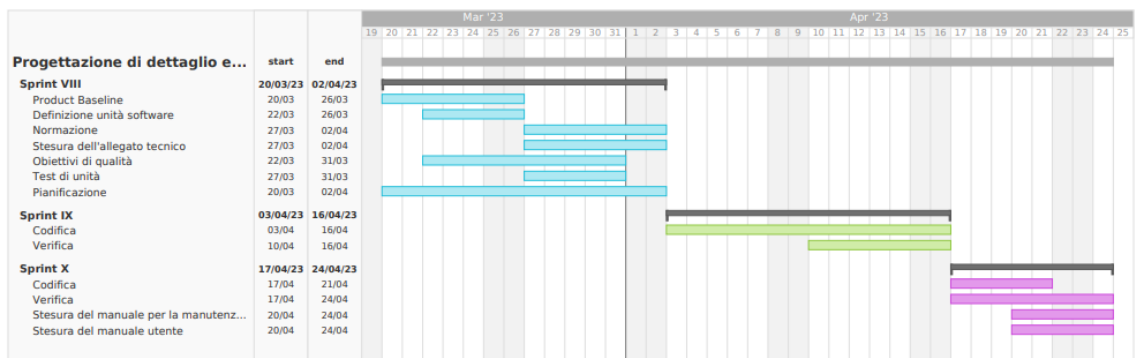 Mar '23 Apr '23
19 20 21 22 23 24 25 26 27 28 29 30 31 1 2 3 4 5 6 7 8 9 10 11 12 13 14 15 16 17 18 19 20 21 22 23 24 25
Progettazione di dettaglio e... start end
Sprint VIII 20/03/23 02/04/23
Product Baseline 20/03 26/03
Definizione unità software 22/03 26/03
Normazione 27/03 02/04
Stesura dell'allegato tecnico 27/03 02/04
Obiettivi di qualità 22/03 31/03
Test di unità 27/03 31/03
Pianificazione 20/03 02/04
Sprint IX 03/04/23 16/04/23
Codifica 03/04 16/04
Verifica 10/04 16/04
Sprint X 17/04/23 24/04/23
Codifica 17/04 21/04
Verifica 17/04 24/04
Stesura del manuale per la manutenz... 20/04 24/04
Stesura del manuale utente 20/04 24/04